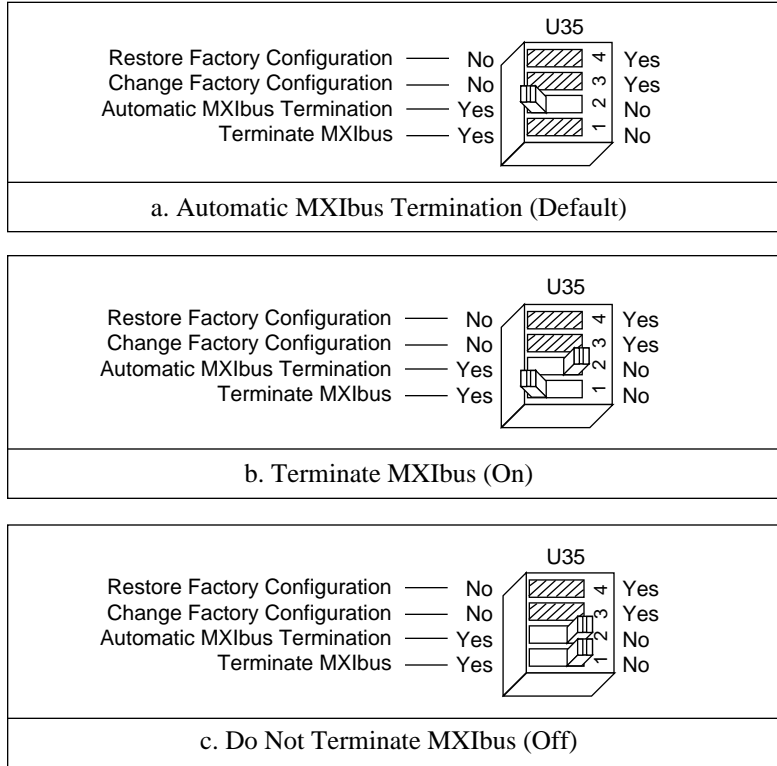 U35
Restore Factory Configuration No 4 Yes
Change Factory Configuration No 3 Yes
Automatic MXIbus Termination Yes 2 No
Terminate MXIbus Yes 1 No
a. Automatic MXIbus Termination (Default)
U35
Restore Factory Configuration No 4 Yes
Change Factory Configuration No 3 Yes
Automatic MXIbus Termination Yes 2 No
Terminate MXIbus Yes 1 No
b. Terminate MXIbus (On)
U35
Restore Factory Configuration No 4 Yes
Change Factory Configuration No 3 Yes
Automatic MXIbus Termination Yes 2 No
Terminate MXIbus Yes 1 No
c. Do Not Terminate MXIbus (Off)